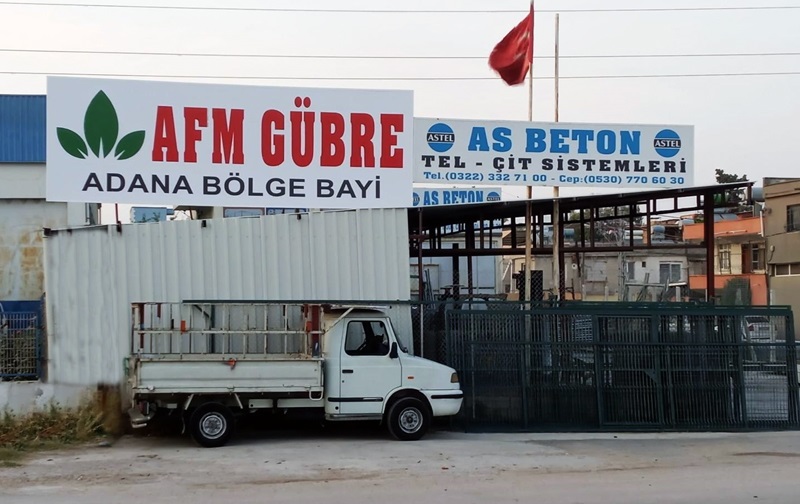 AFM GÜBRE
ADANA BÖLGE BAYİ
ASTEL AS BETON ASTEL
TEL - ÇİT SİSTEMLERİ
Tel.(0322) 332 71 00 - Cep:(0530) 770 60 30
AS BETON